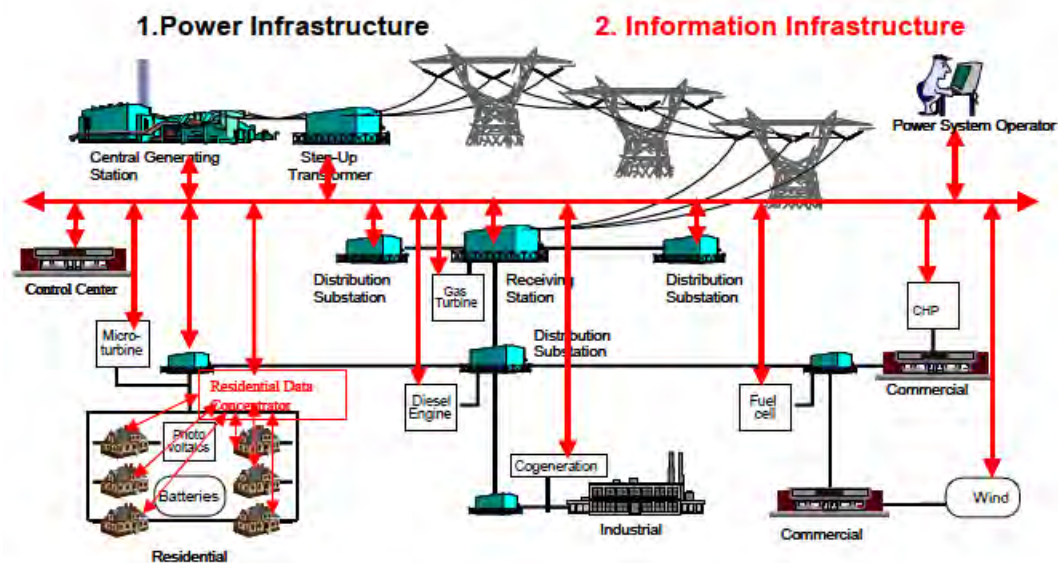 1.Power Infrastructure
2. Information Infrastructure
Central Generating
Station
Step-Up
Transformer
Power System Operator
Control Center
Distribution
Substation
Gas
Turbine
Receiving
Station
Distribution
Substation
CHP
Micro-
turbine
Distribution
Substation
Commercial
Residential Data
Concentrator
Diesel
Engine
Fuel
cell
Photo
voltaics
Batteries
Cogeneration
Industrial
Commercial
Wind
Residential